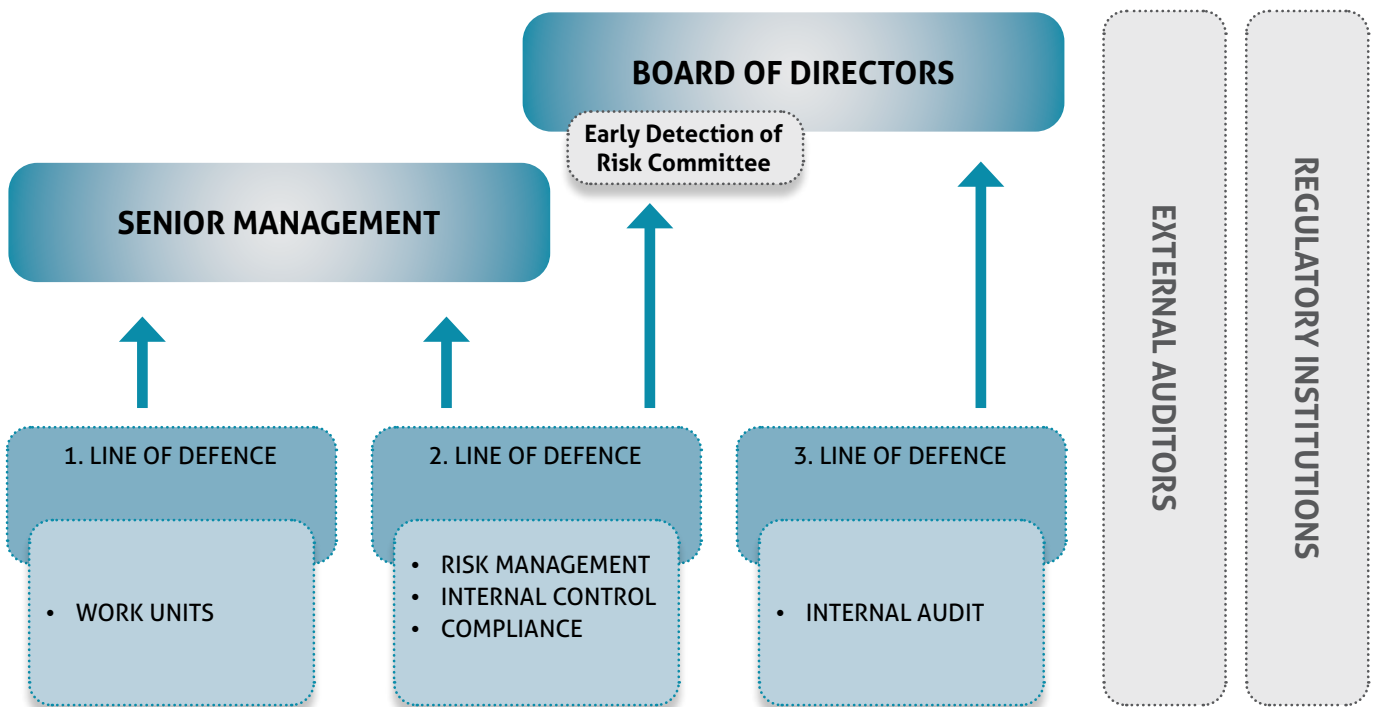 BOARD OF DIRECTORS
Early Detection of
Risk Committee
SENIOR MANAGEMENT
1. LINE OF DEFENCE
• WORK UNITS
2. LINE OF DEFENCE
• RISK MANAGEMENT
• INTERNAL CONTROL
• COMPLIANCE
3. LINE OF DEFENCE
• INTERNAL AUDIT
EXTERNAL AUDITORS
REGULATORY INSTITUTIONS